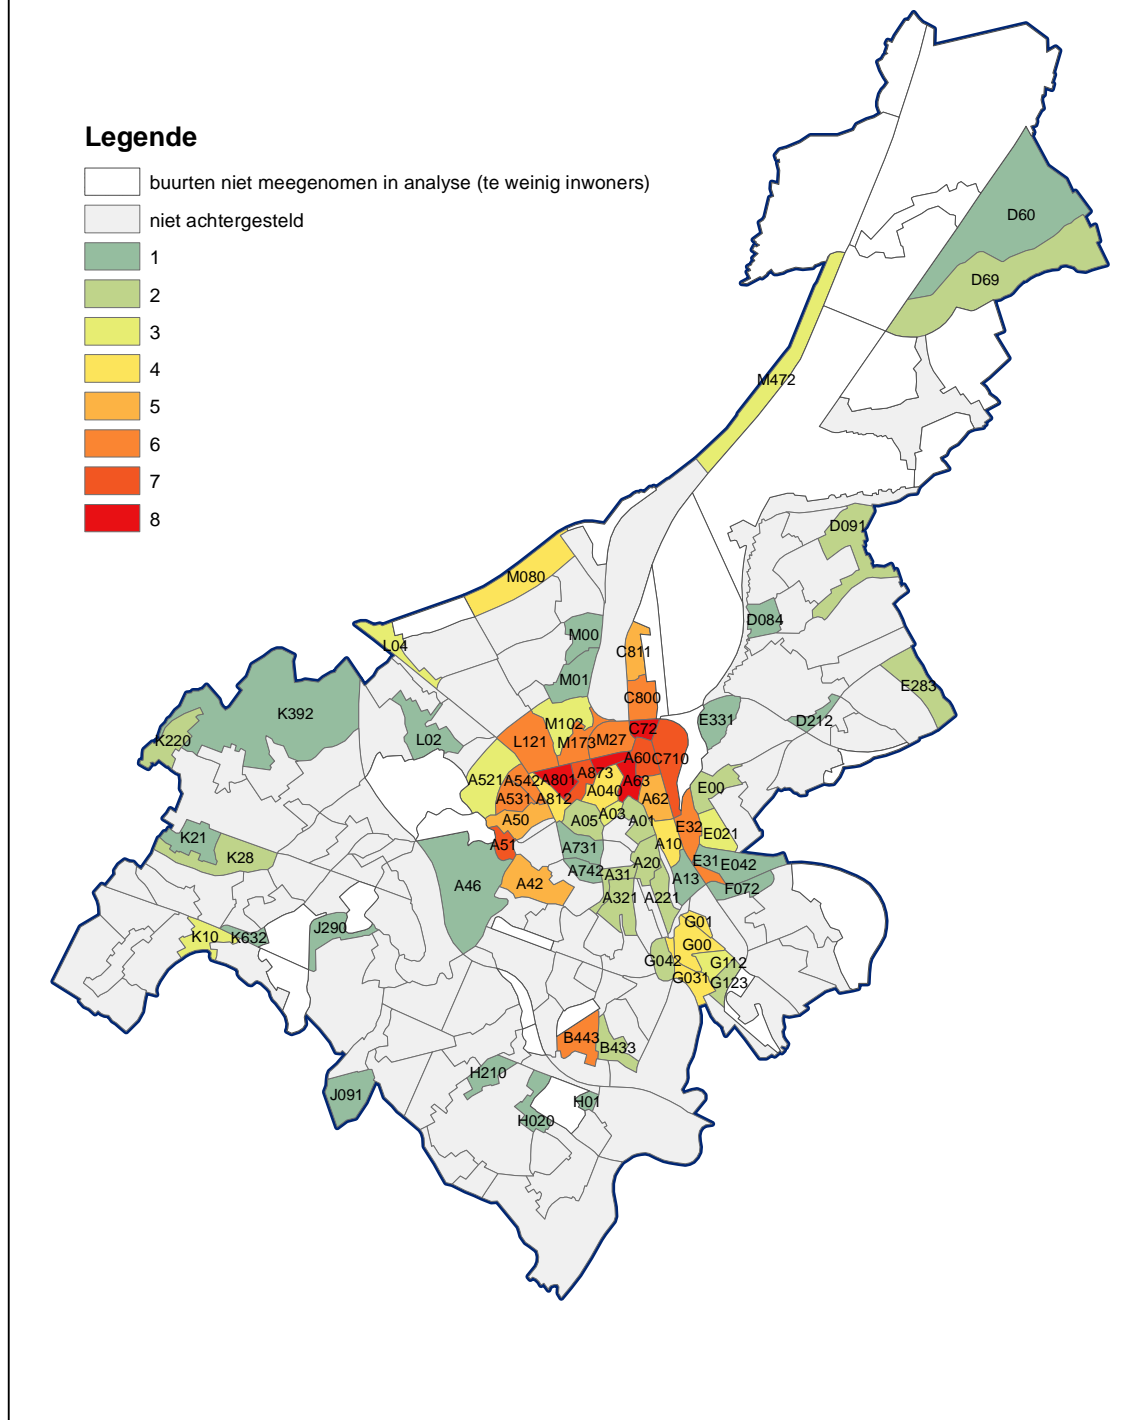 Legende
buurten niet meegenomen in analyse (te weinig inwoners)
niet achtergesteld
1
2
3
4
5
6
7
8
D60
D69
M472
D091
M080
D084
M00
L04
C811
M01
E283
C800
K392
M102
E331
D212
K220
L02
L121
M173
M27
C72
A60
C710
A521
A542
A801
A873
A63
A040
E00
A531
A812
A62
A50
A05
A03
A01
E32
E021
K21
A51
A731
A10
K28
A20
E31
E042
A742
A31
A13
A46
A42
A321
A221
F072
G01
J290
K10
K632
G00
G042
G112
G031
G123
B443
B433
H210
J091
H01
H020